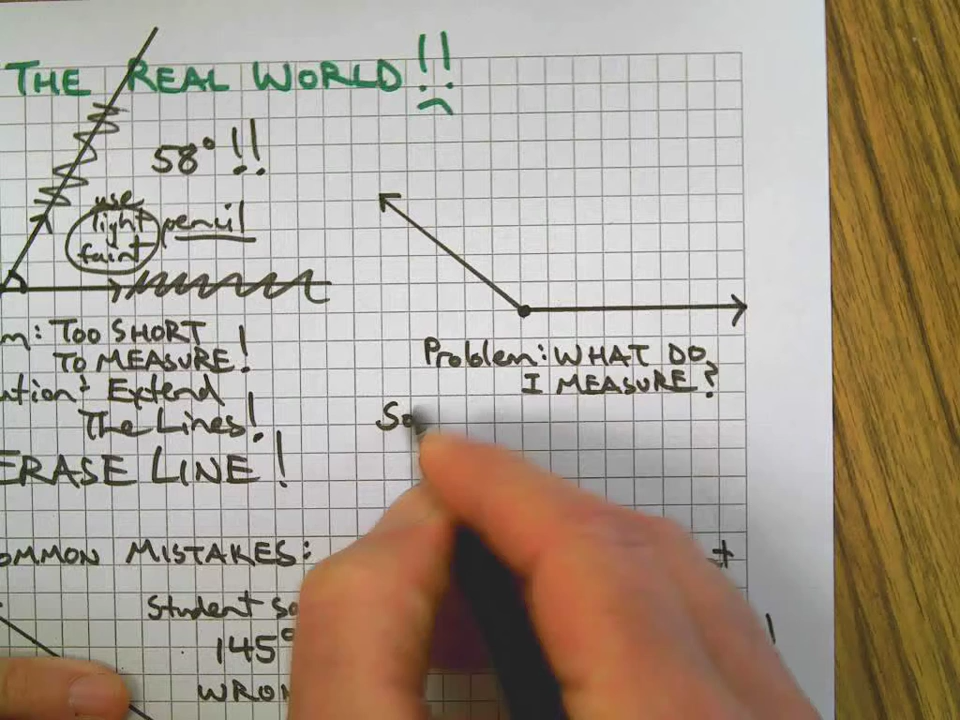 THE REAL WORLD!!
58°!!
use
light
faint pencil
m: TOO SHORT
TO MEASURE!
ution: Extend
The Lines!
ERASE LINE!
Problem: WHAT DO
I MEASURE?
So
OMMON MISTAKES:
Student sa
145°
WRON